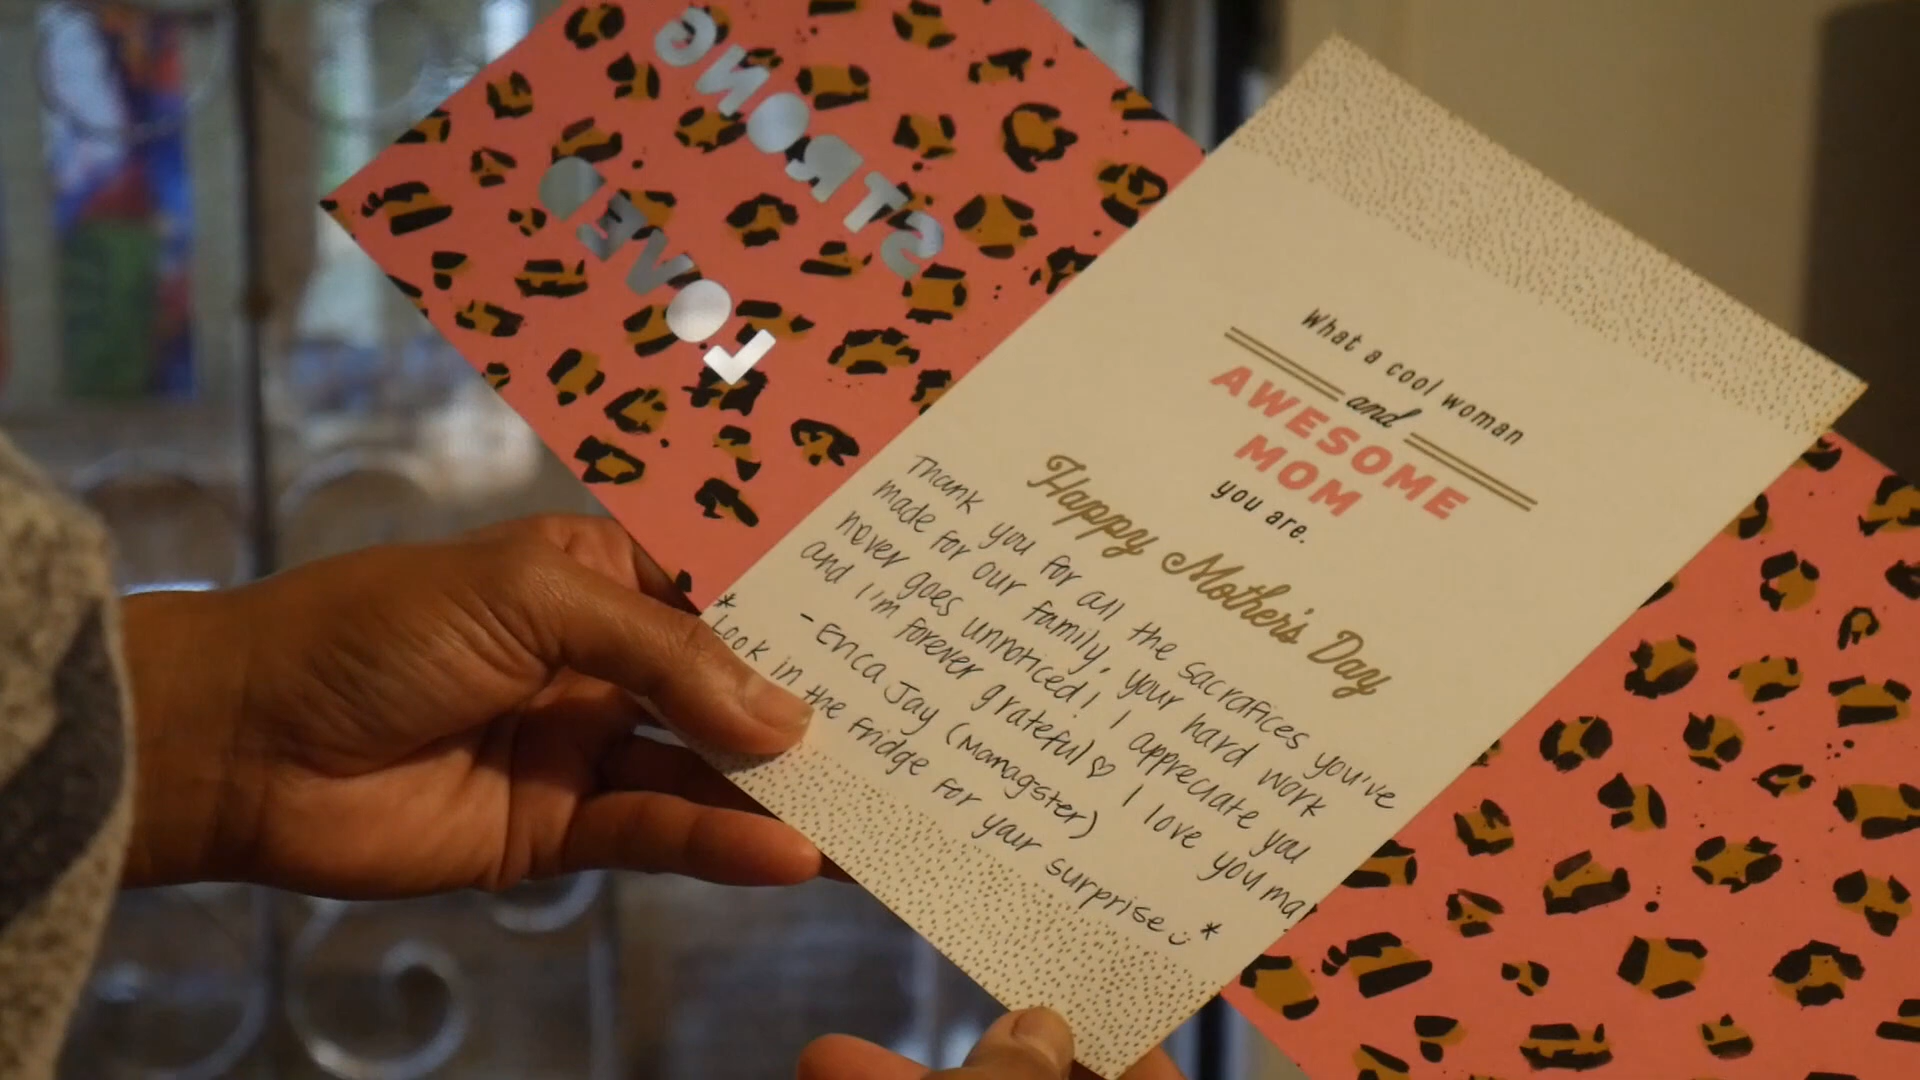 STRONG
LOVED
What a cool woman
and
AWESOME
MOM
you are.
Happy Mother's Day
Thank you for all the sacrafices you've
made for our family, your hard work
never goes unnoticed! I appreciate you
and I'm forever grateful♡ I love you ma!
- Erica Jay (Managster)
*Look in the fridge for your surprise☺*